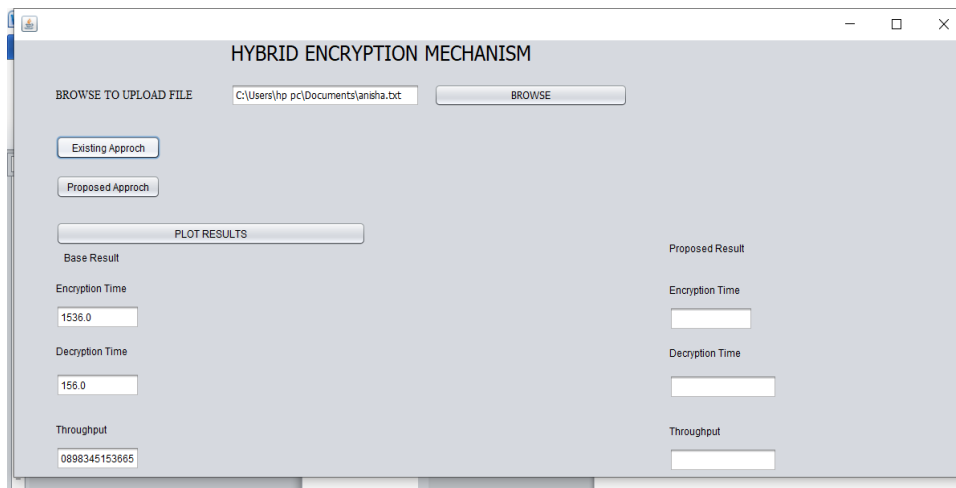 HYBRID ENCRYPTION MECHANISM
BROWSE TO UPLOAD FILE C:\Users\hp pc\Documents\anisha.txt BROWSE
Existing Approch
Proposed Approch
PLOT RESULTS
Base Result
Proposed Result
Encryption Time
Encryption Time
1536.0
Decryption Time
Decryption Time
156.0
Throughput
Throughput
0898345153665